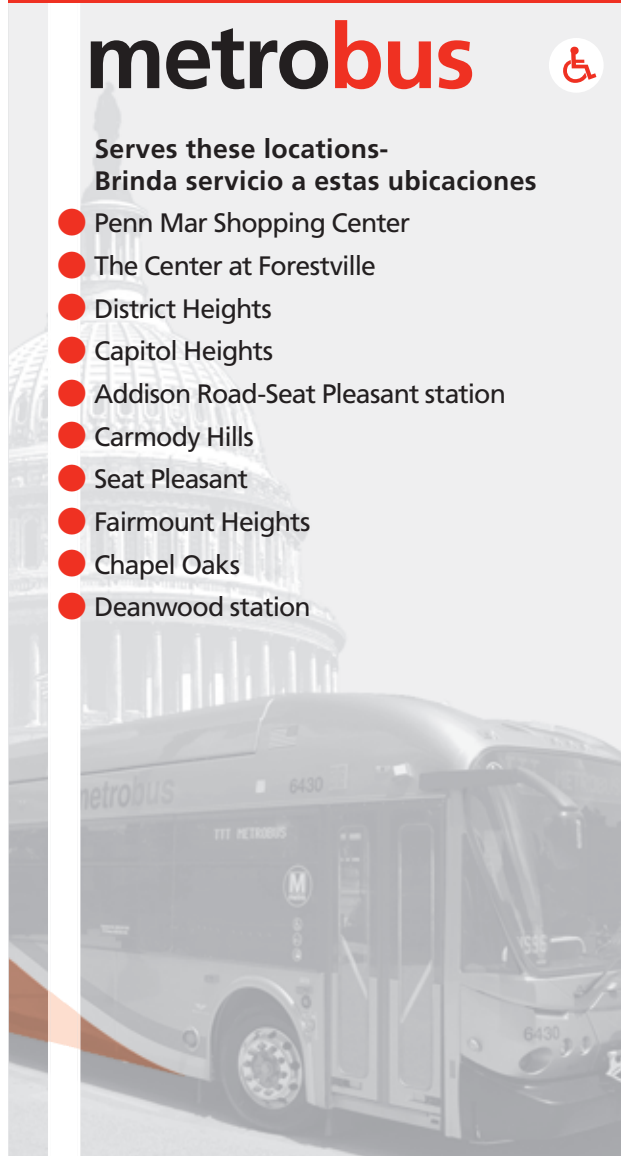 metrobus
Serves these locations-
Brinda servicio a estas ubicaciones
Penn Mar Shopping Center
The Center at Forestville
District Heights
Capitol Heights
Addison Road-Seat Pleasant station
Carmody Hills
Seat Pleasant
Fairmount Heights
Chapel Oaks
Deanwood station
metrobus
6430
TTT METROBUS
M
6430